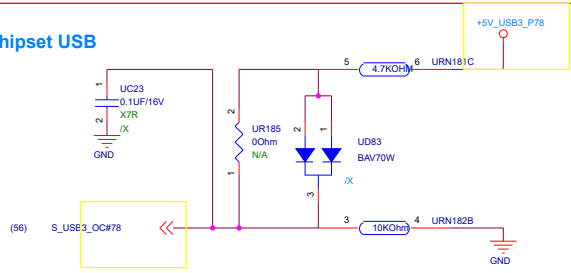 +5V_USB3_P78
hipset USB
5
4.7KOHM
6
URN181C
1
UC23
0.1UF/16V
X7R
/X
2
GND
2
UR185
0Ohm
N/A
1
2
1
UD83
BAV70W
/X
3
(56)
S_USB3_OC#78
3
10KOhm
4
URN182B
GND